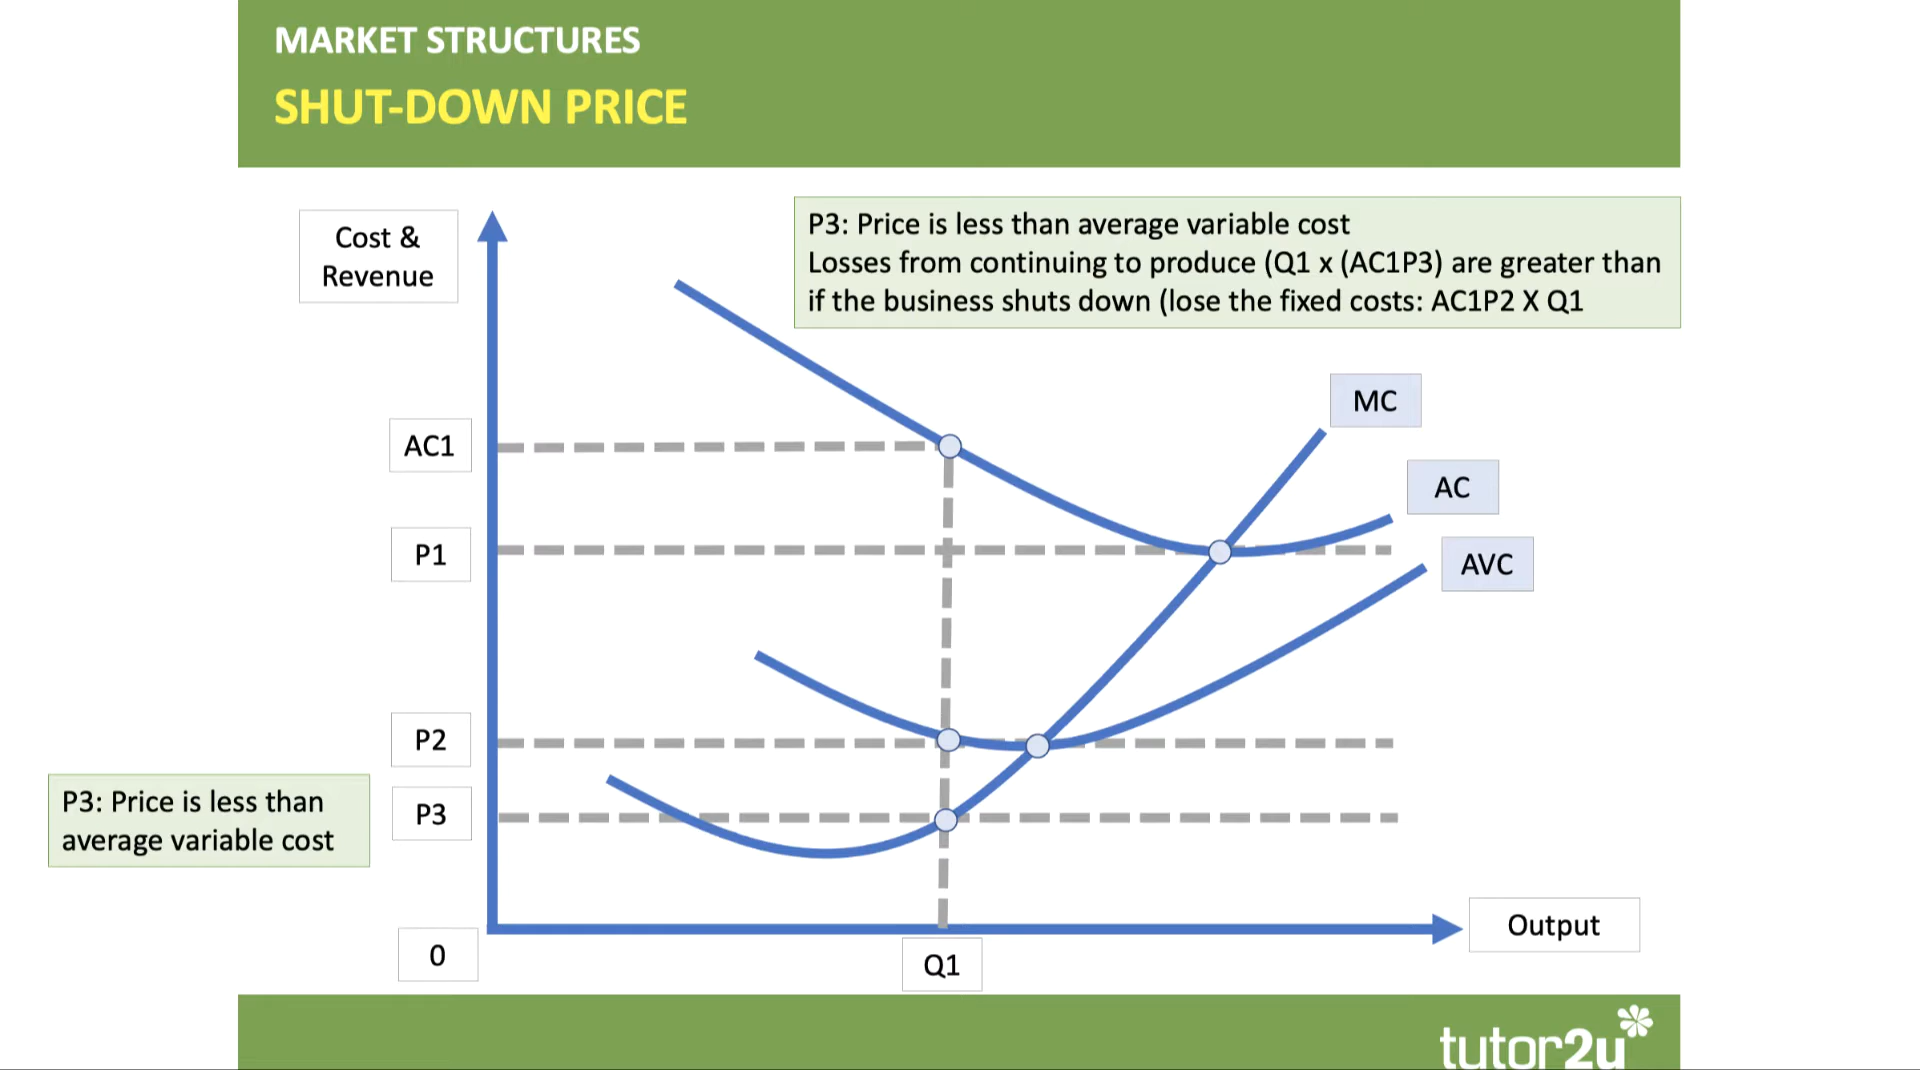 MARKET STRUCTURES
SHUT-DOWN PRICE
Cost &
Revenue
P3: Price is less than average variable cost
Losses from continuing to produce (Q1 x (AC1P3) are greater than
if the business shuts down (lose the fixed costs: AC1P2 X Q1
MC
AC1
AC
P1
AVC
P2
P3: Price is less than
average variable cost
P3
Output
0
Q1
tutor2u